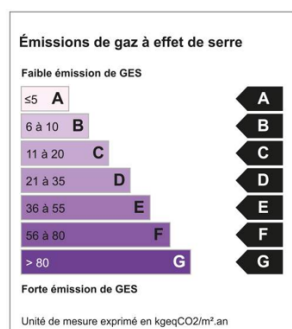 Émissions de gaz à effet de serre
Faible émission de GES
≤5 A A
6 à 10 B B
11 à 20 C C
21 à 35 D D
36 à 55 E E
56 à 80 F F
> 80 G G
Forte émission de GES
Unité de mesure exprimé en kgeqCO2/m².an